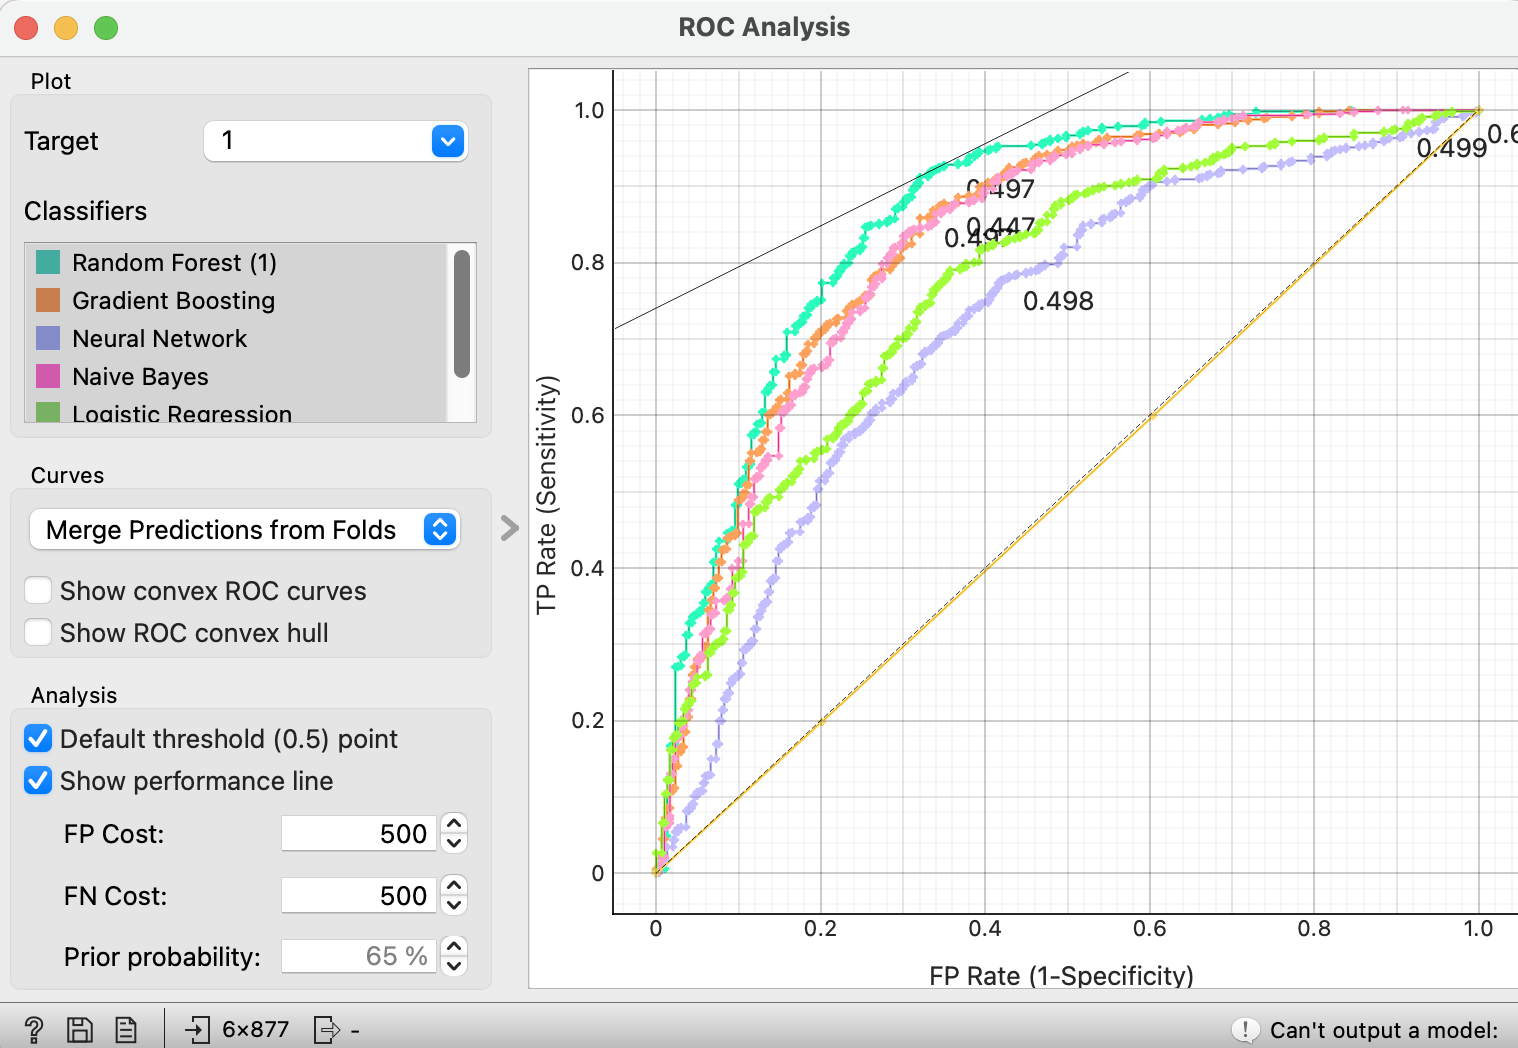 ROC Analysis
Plot
Target
1
Classifiers
Random Forest (1)
Gradient Boosting
Neural Network
Naive Bayes
Logistic Regression
Curves
Merge Predictions from Folds
Show convex ROC curves
Show ROC convex hull
Analysis
Default threshold (0.5) point
Show performance line
FP Cost:
500
FN Cost:
500
Prior probability:
65 %
TP Rate (Sensitivity)
1.0
0.8
0.6
0.4
0.2
0
0.499
0.497
0.447
0.498
0
0.2
0.4
0.6
0.8
1.0
FP Rate (1-Specificity)
6×877
-
Can't output a model: